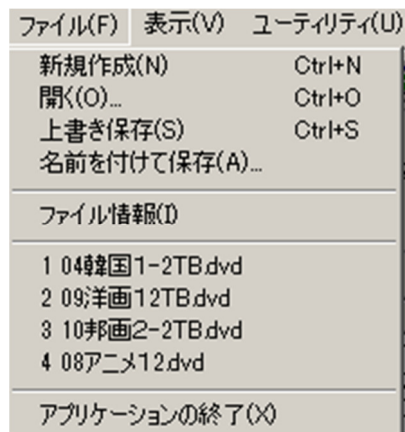 ファイル(F) 表示(V) ユーティリティ(U)
新規作成(N) Ctrl+N
開く(O)... Ctrl+O
上書き保存(S) Ctrl+S
名前を付けて保存(A)...
ファイル情報(I)
1 04韓国1-2TB.dvd
2 09洋画12TB.dvd
3 10邦画2-2TB.dvd
4 08アニメ12.dvd
アプリケーションの終了(X)